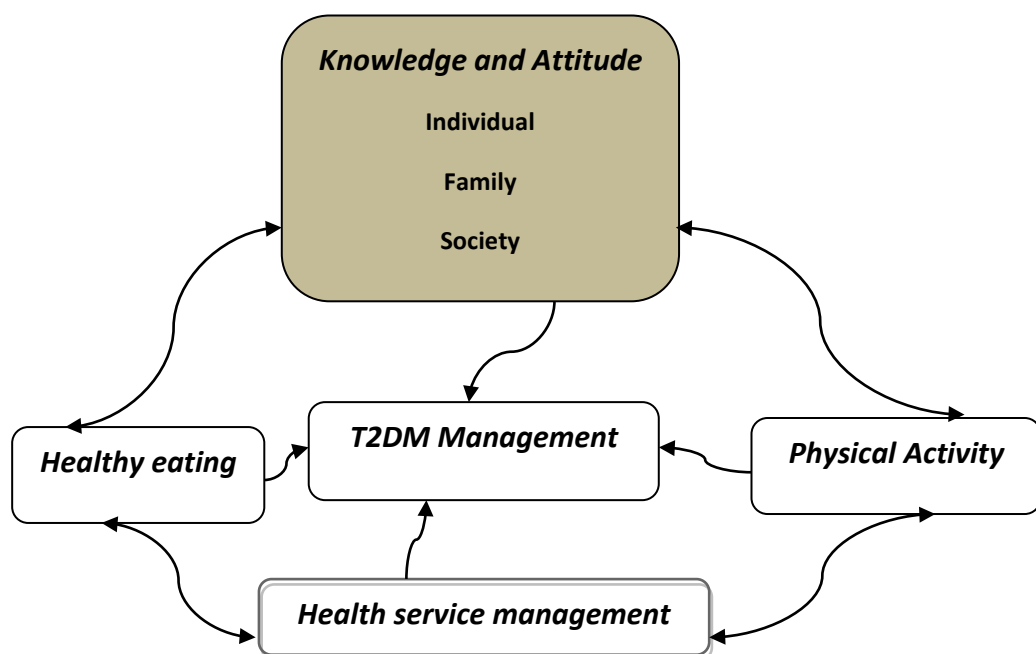 Knowledge and Attitude
Individual
Family
Society
T2DM Management
Healthy eating
Physical Activity
Health service management